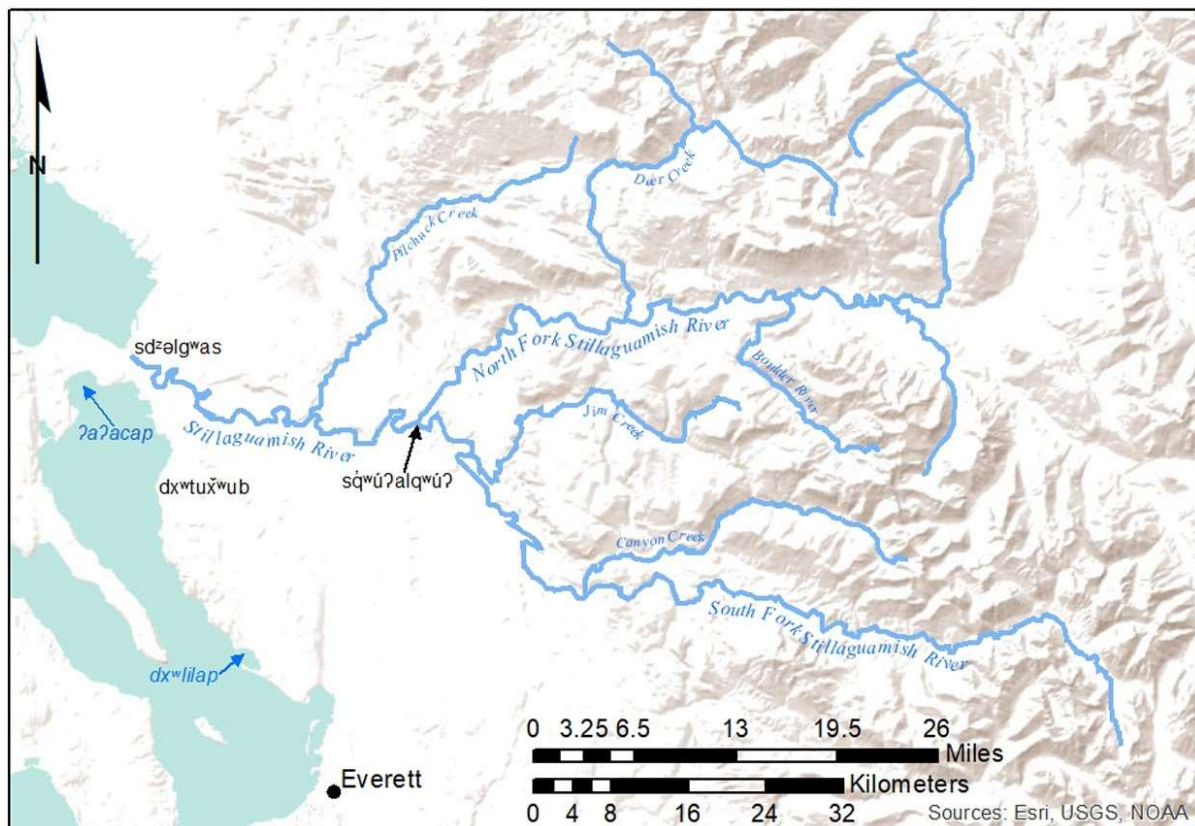 N
Deer Creek
Pilchuck Creek
North Fork Stillaguamish River
sdᶻəlgʷas
Boulder River
ʔaʔacap
Stillaguamish River
Jim Creek
sq̓ʷúʔalqʷúʔ
dxʷtux̌ʷub
Canyon Creek
South Fork Stillaguamish River
dxʷlilap
0 3.25 6.5 13 19.5 26
Miles
Everett
Kilometers
0 4 8 16 24 32
Sources: Esri, USGS, NOAA